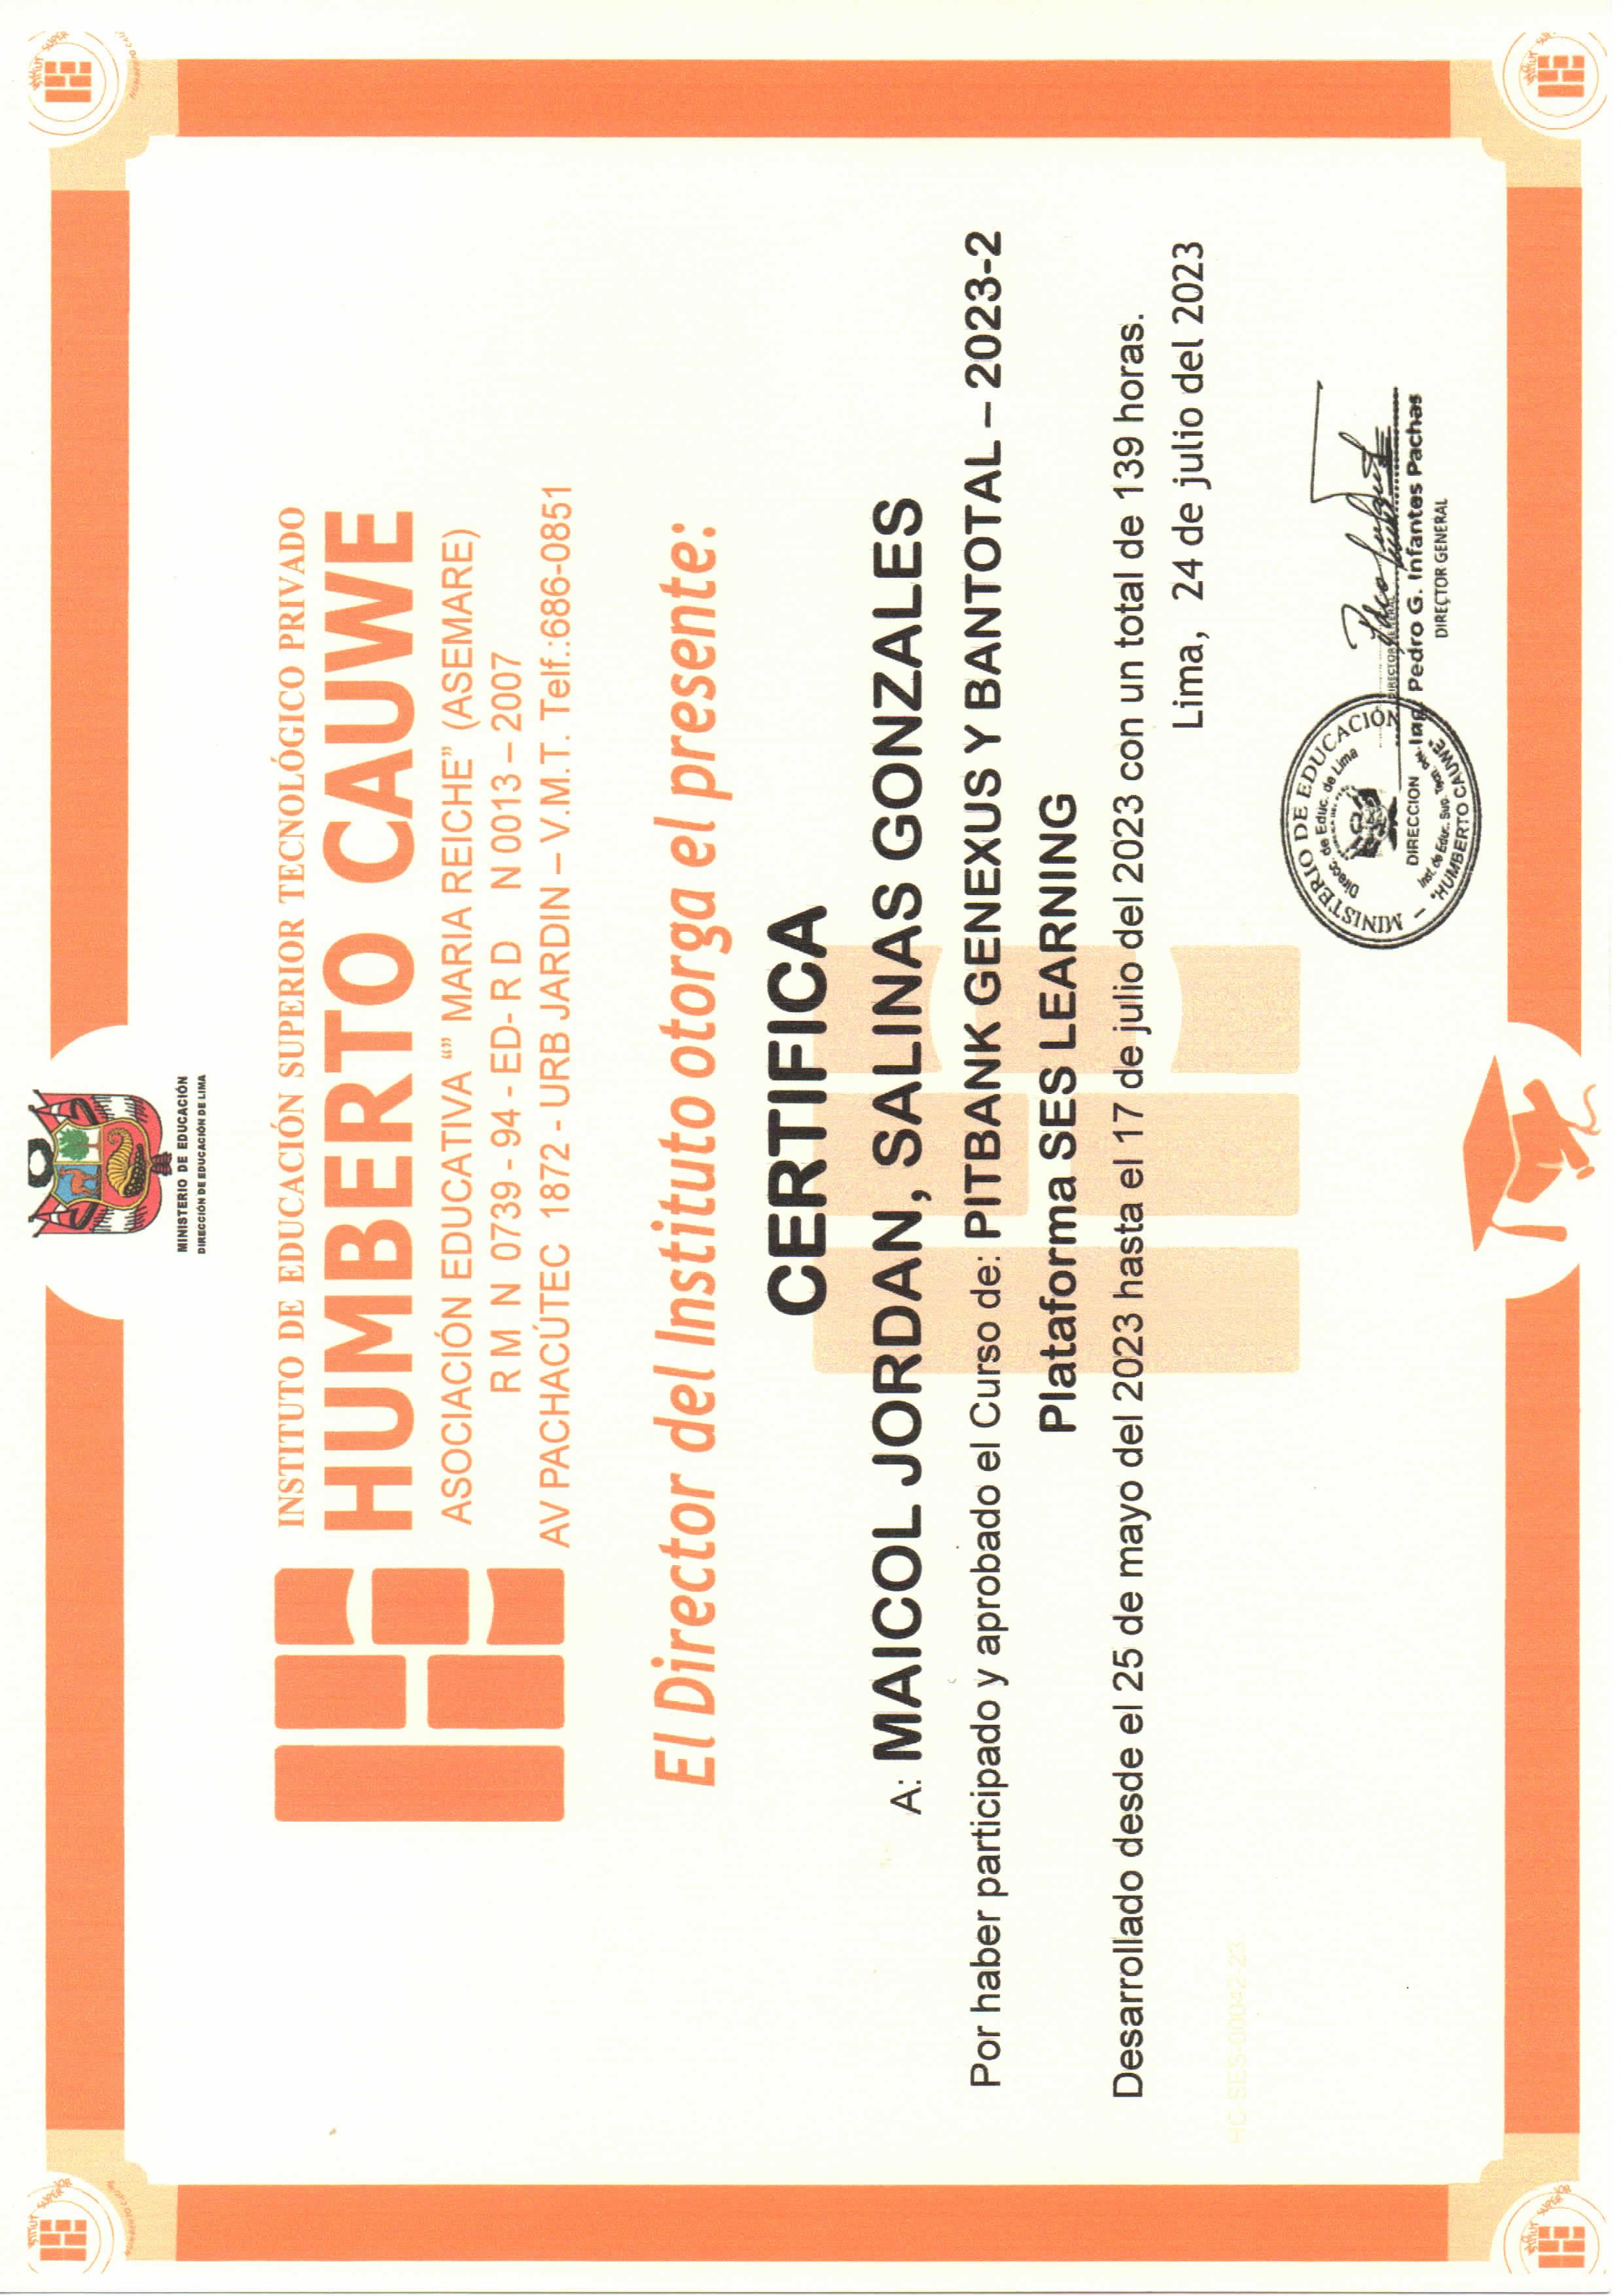 MINISTERIO DE EDUCACIÓN
DIRECCIÓN DE EDUCACIÓN DE LIMA
INSTITUTO DE EDUCACIÓN SUPERIOR TECNOLÓGICO PRIVADO
HUMBERTO CAUWE
ASOCIACIÓN EDUCATIVA “” MARIA REICHE” (ASEMARE)
R M N 0739 - 94 - ED- R D N 0013 – 2007
AV PACHACÚTEC 1872 - URB JARDIN – V.M.T. Telf.:686-0851
El Director del Instituto otorga el presente:
CERTIFICA
A: MAICOL JORDAN, SALINAS GONZALES
Por haber participado y aprobado el Curso de: PITBANK GENEXUS Y BANTOTAL – 2023-2
Plataforma SES LEARNING
Desarrollado desde el 25 de mayo del 2023 hasta el 17 de julio del 2023 con un total de 139 horas.
Lima, 24 de julio del 2023
HC-SES-00042-23
MINISTERIO DE EDUCACIÓN
Direcc. de Educ. de Lima
DIRECCION
Inst. de Educ. Sup. Tecn. Priv.
"HUMBERTO CAUWE"
DIRECTOR GENERAL
Ing. Pedro G. Infantes Pachas
DIRECTOR GENERAL